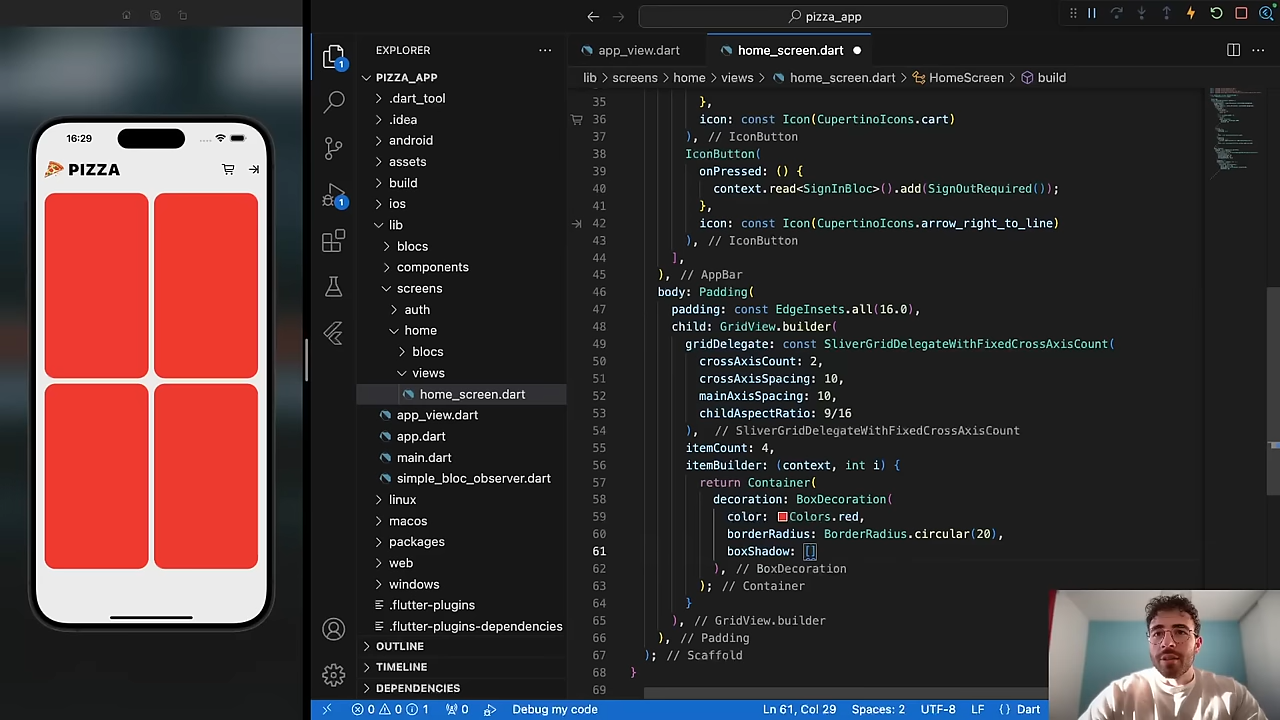 16:29
PIZZA
pizza_app
EXPLORER
PIZZA_APP
.dart_tool
.idea
android
assets
build
ios
lib
blocs
components
screens
auth
home
blocs
views
home_screen.dart
app_view.dart
app.dart
main.dart
simple_bloc_observer.dart
linux
macos
packages
web
windows
.flutter-plugins
.flutter-plugins-dependencies
OUTLINE
TIMELINE
DEPENDENCIES
1
1
app_view.dart
home_screen.dart
lib > screens > home > views > home_screen.dart > HomeScreen > build
35 },
36 icon: const Icon(CupertinoIcons.cart)
37 ), // IconButton
38 IconButton(
39 onPressed: () {
40 context.read<SignInBloc>().add(SignOutRequired());
41 },
42 icon: const Icon(CupertinoIcons.arrow_right_to_line)
43 ), // IconButton
44 ],
45 ), // AppBar
46 body: Padding(
47 padding: const EdgeInsets.all(16.0),
48 child: GridView.builder(
49 gridDelegate: const SliverGridDelegateWithFixedCrossAxisCount(
50 crossAxisCount: 2,
51 crossAxisSpacing: 10,
52 mainAxisSpacing: 10,
53 childAspectRatio: 9/16
54 ), // SliverGridDelegateWithFixedCrossAxisCount
55 itemCount: 4,
56 itemBuilder: (context, int i) {
57 return Container(
58 decoration: BoxDecoration(
59 color: Colors.red,
60 borderRadius: BorderRadius.circular(20),
61 boxShadow: []
62 ), // BoxDecoration
63 ); // Container
64 }
65 ), // GridView.builder
66 ), // Padding
67 ); // Scaffold
68 }
69
0 0 1 0 Debug my code Ln 61, Col 29 Spaces: 2 UTF-8 LF {} Dart